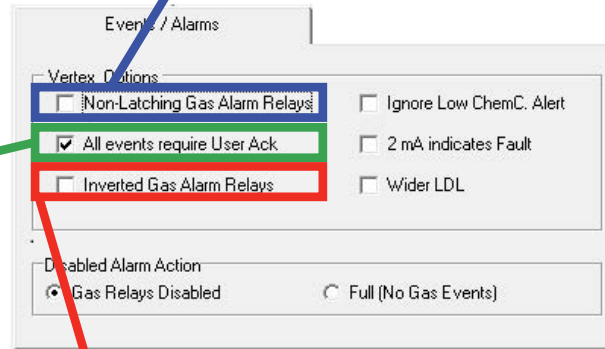 Events / Alarms
Vertex Options
Non-Latching Gas Alarm Relays
Ignore Low ChemC. Alert
All events require User Ack
2 mA indicates Fault
Inverted Gas Alarm Relays
Wider LDL
Disabled Alarm Action
Gas Relays Disabled
Full (No Gas Events)